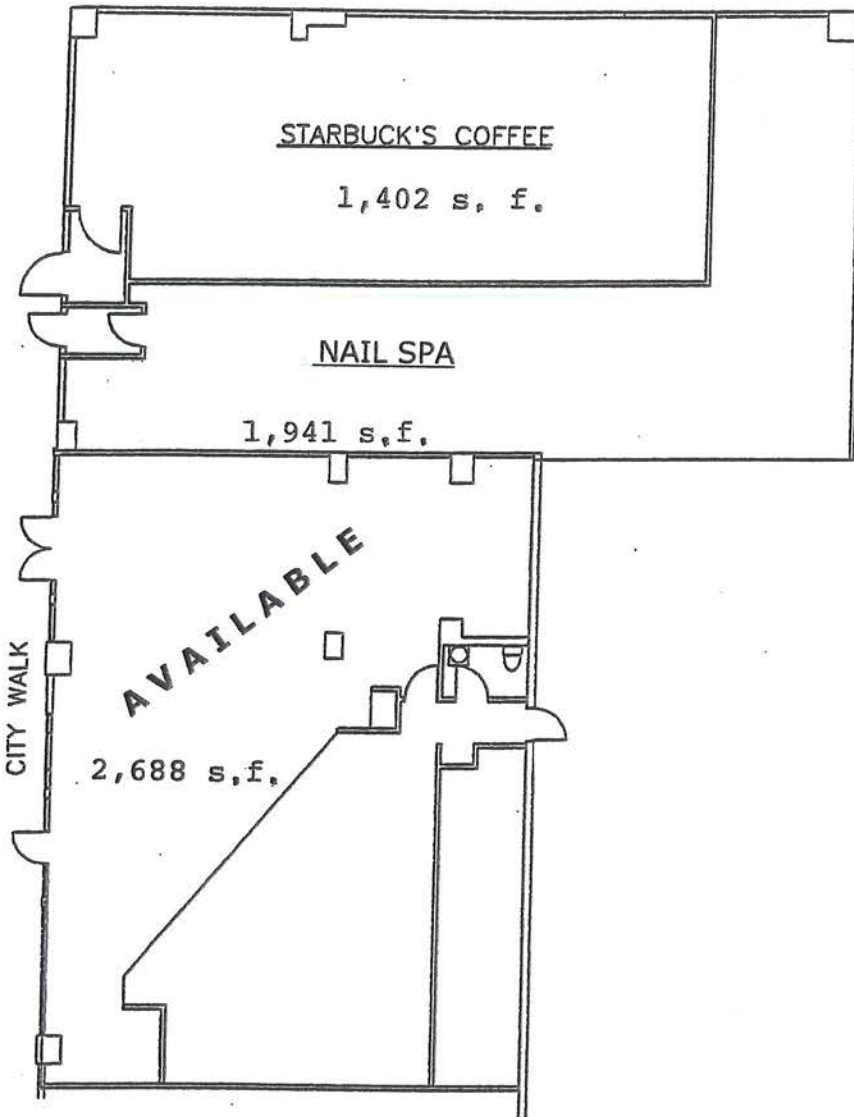 STARBUCK'S COFFEE
1,402 s. f.
NAIL SPA
1,941 s.f.
AVAILABLE
CITY WALK
2,688 s.f.